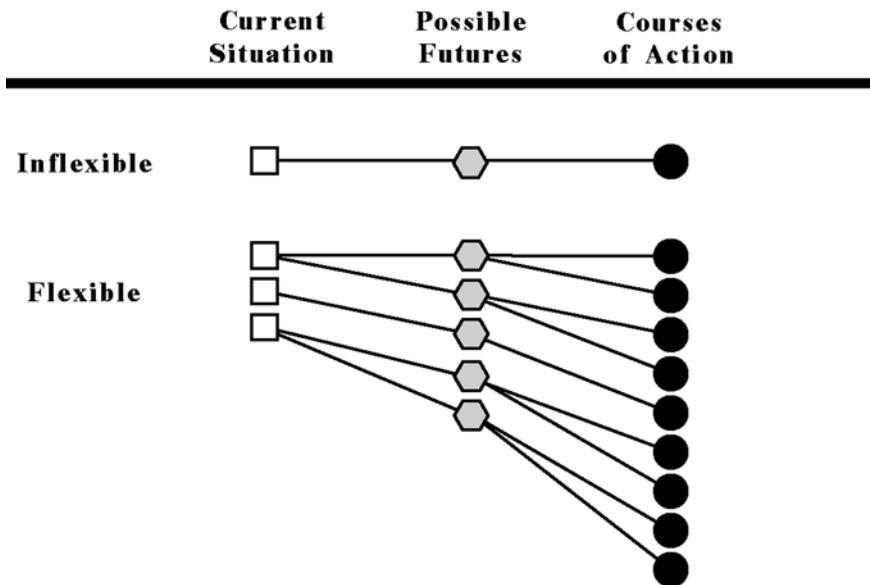 Current
Situation
Possible
Futures
Courses
of Action
Inflexible
Flexible